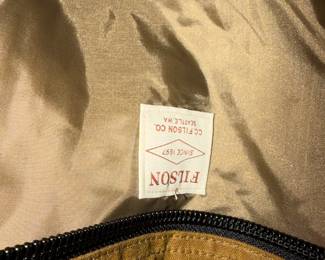 FILSON
SINCE 1897
C.C. FILSON CO.
SEATTLE, WA